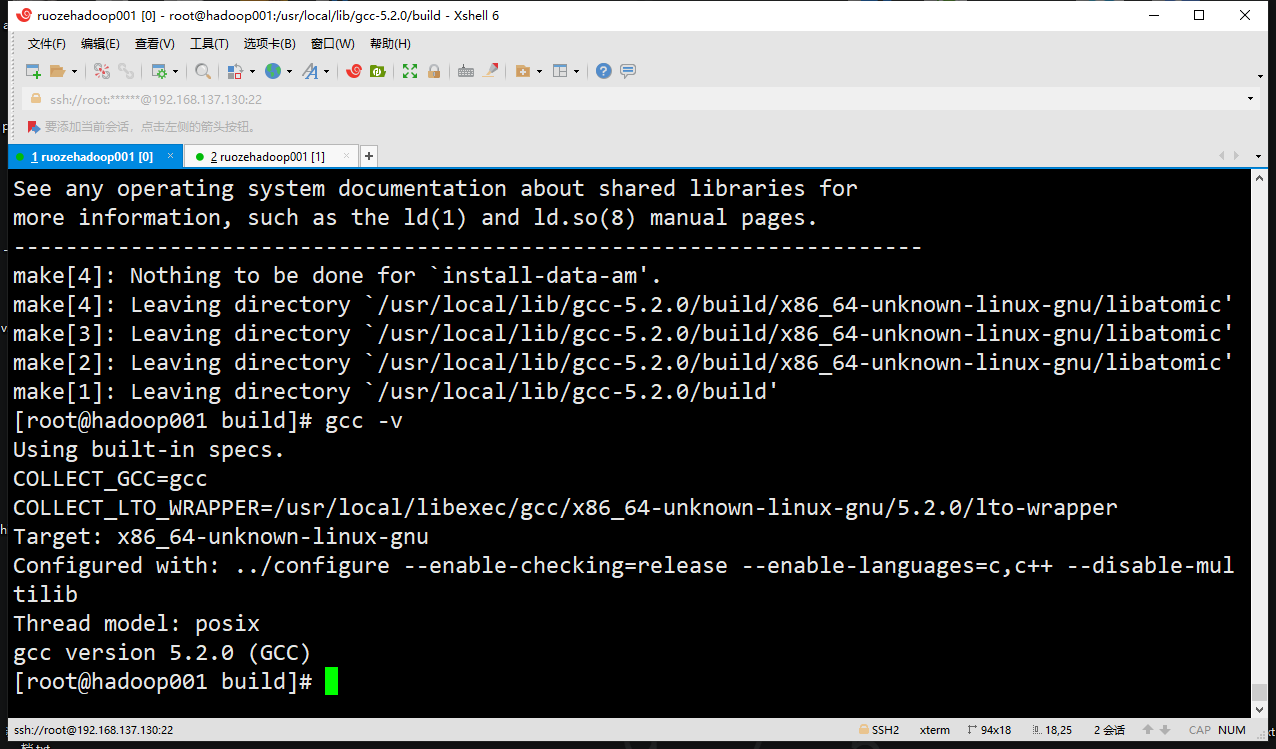 ruozehadoop001 [0] - root@hadoop001:/usr/local/lib/gcc-5.2.0/build - Xshell 6
文件(F) 编辑(E) 查看(V) 工具(T) 选项卡(B) 窗口(W) 帮助(H)
ssh://root:******@192.168.137.130:22
要添加当前会话，点击左侧的箭头按钮。
1 ruozehadoop001 [0] × 2 ruozehadoop001 [1] × +
See any operating system documentation about shared libraries for
more information, such as the ld(1) and ld.so(8) manual pages.
----------------------------------------------------------------------
make[4]: Nothing to be done for `install-data-am'.
make[4]: Leaving directory `/usr/local/lib/gcc-5.2.0/build/x86_64-unknown-linux-gnu/libatomic'
make[3]: Leaving directory `/usr/local/lib/gcc-5.2.0/build/x86_64-unknown-linux-gnu/libatomic'
make[2]: Leaving directory `/usr/local/lib/gcc-5.2.0/build/x86_64-unknown-linux-gnu/libatomic'
make[1]: Leaving directory `/usr/local/lib/gcc-5.2.0/build'
[root@hadoop001 build]# gcc -v
Using built-in specs.
COLLECT_GCC=gcc
COLLECT_LTO_WRAPPER=/usr/local/libexec/gcc/x86_64-unknown-linux-gnu/5.2.0/lto-wrapper
Target: x86_64-unknown-linux-gnu
Configured with: ../configure --enable-checking=release --enable-languages=c,c++ --disable-mul
tilib
Thread model: posix
gcc version 5.2.0 (GCC)
[root@hadoop001 build]#
ssh://root@192.168.137.130:22 SSH2 xterm 94x18 18,25 2 会话 CAP NUM